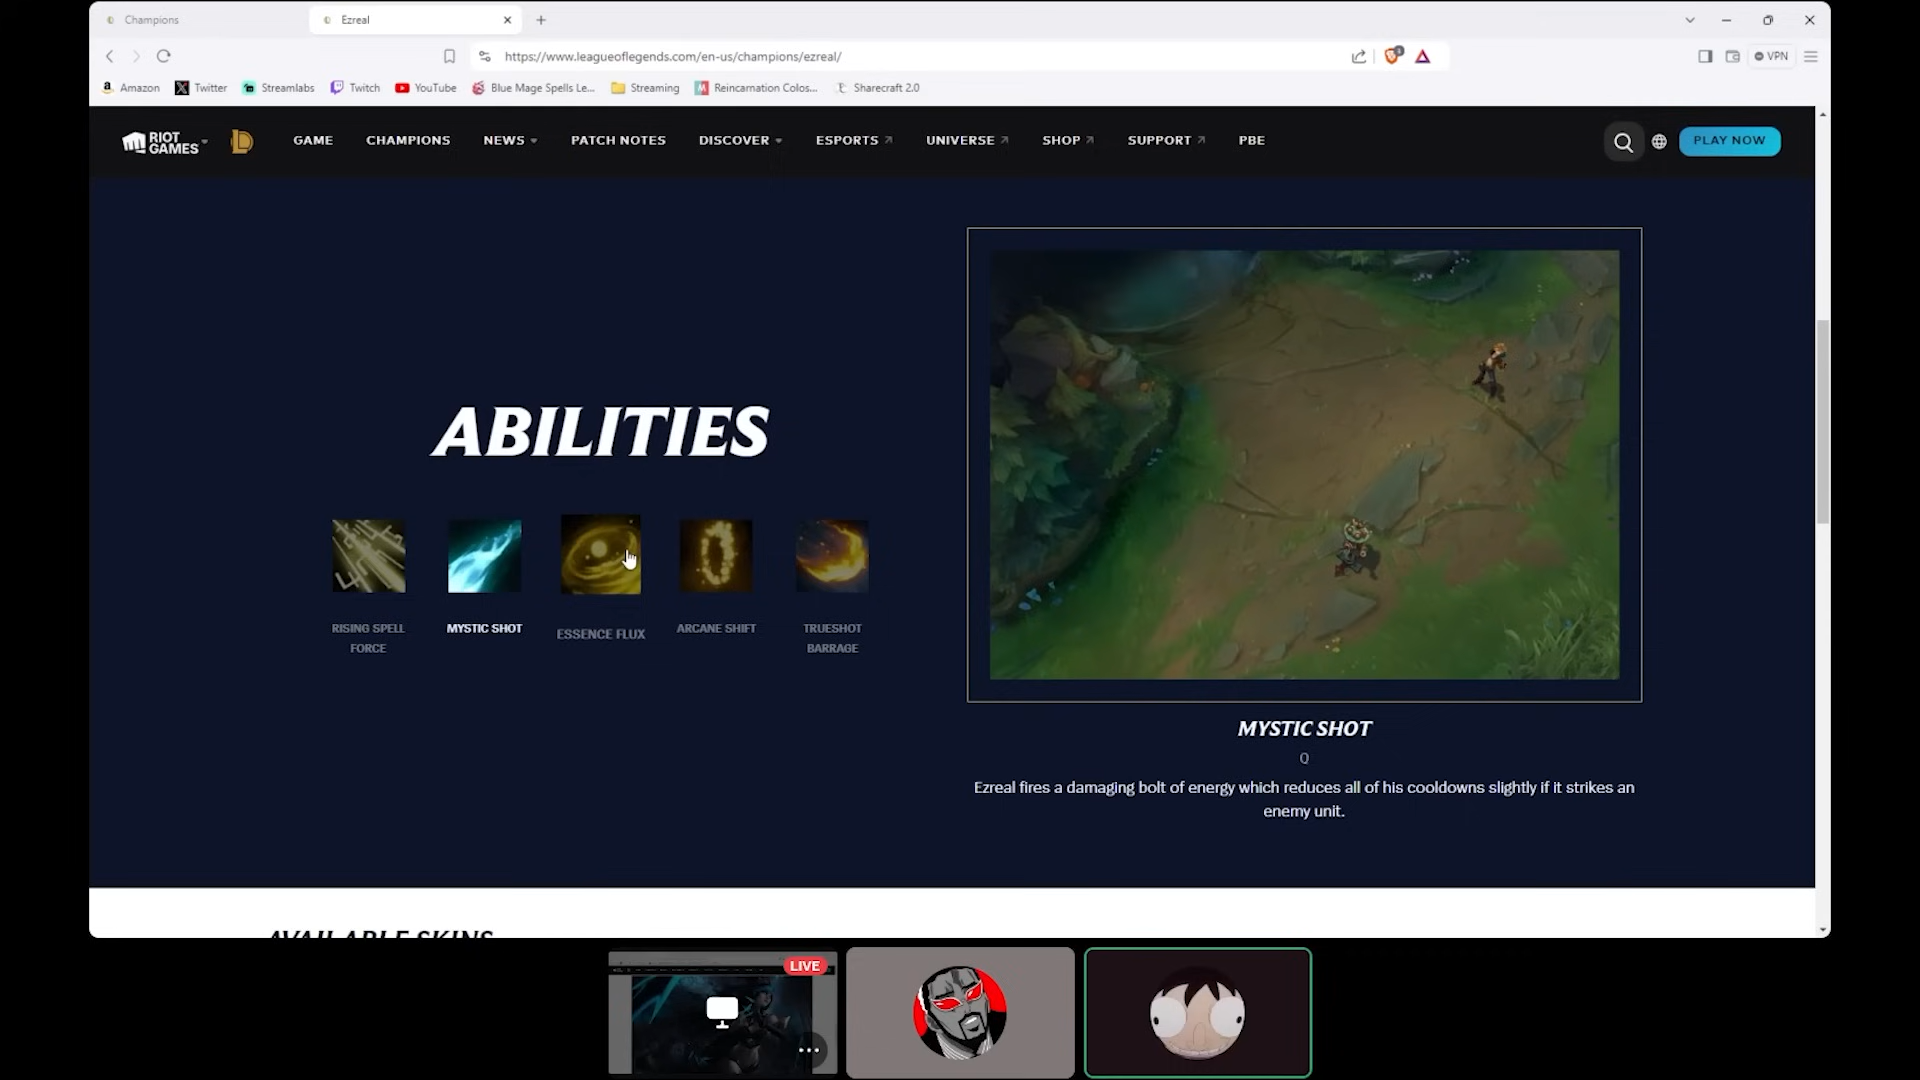 Champions
Ezreal
https://www.leagueoflegends.com/en-us/champions/ezreal/
VPN
Amazon
Twitter
Streamlabs
Twitch
YouTube
Blue Mage Spells Le...
Streaming
Reincarnation Colos...
Sharecraft 2.0
RIOT
GAMES
GAME
CHAMPIONS
NEWS
PATCH NOTES
DISCOVER
ESPORTS
UNIVERSE
SHOP
SUPPORT
PBE
PLAY NOW
ABILITIES
RISING SPELL
FORCE
MYSTIC SHOT
ESSENCE FLUX
ARCANE SHIFT
TRUESHOT
BARRAGE
MYSTIC SHOT
Q
Ezreal fires a damaging bolt of energy which reduces all of his cooldowns slightly if it strikes an
enemy unit.
AVAILABLE SKINS
LIVE